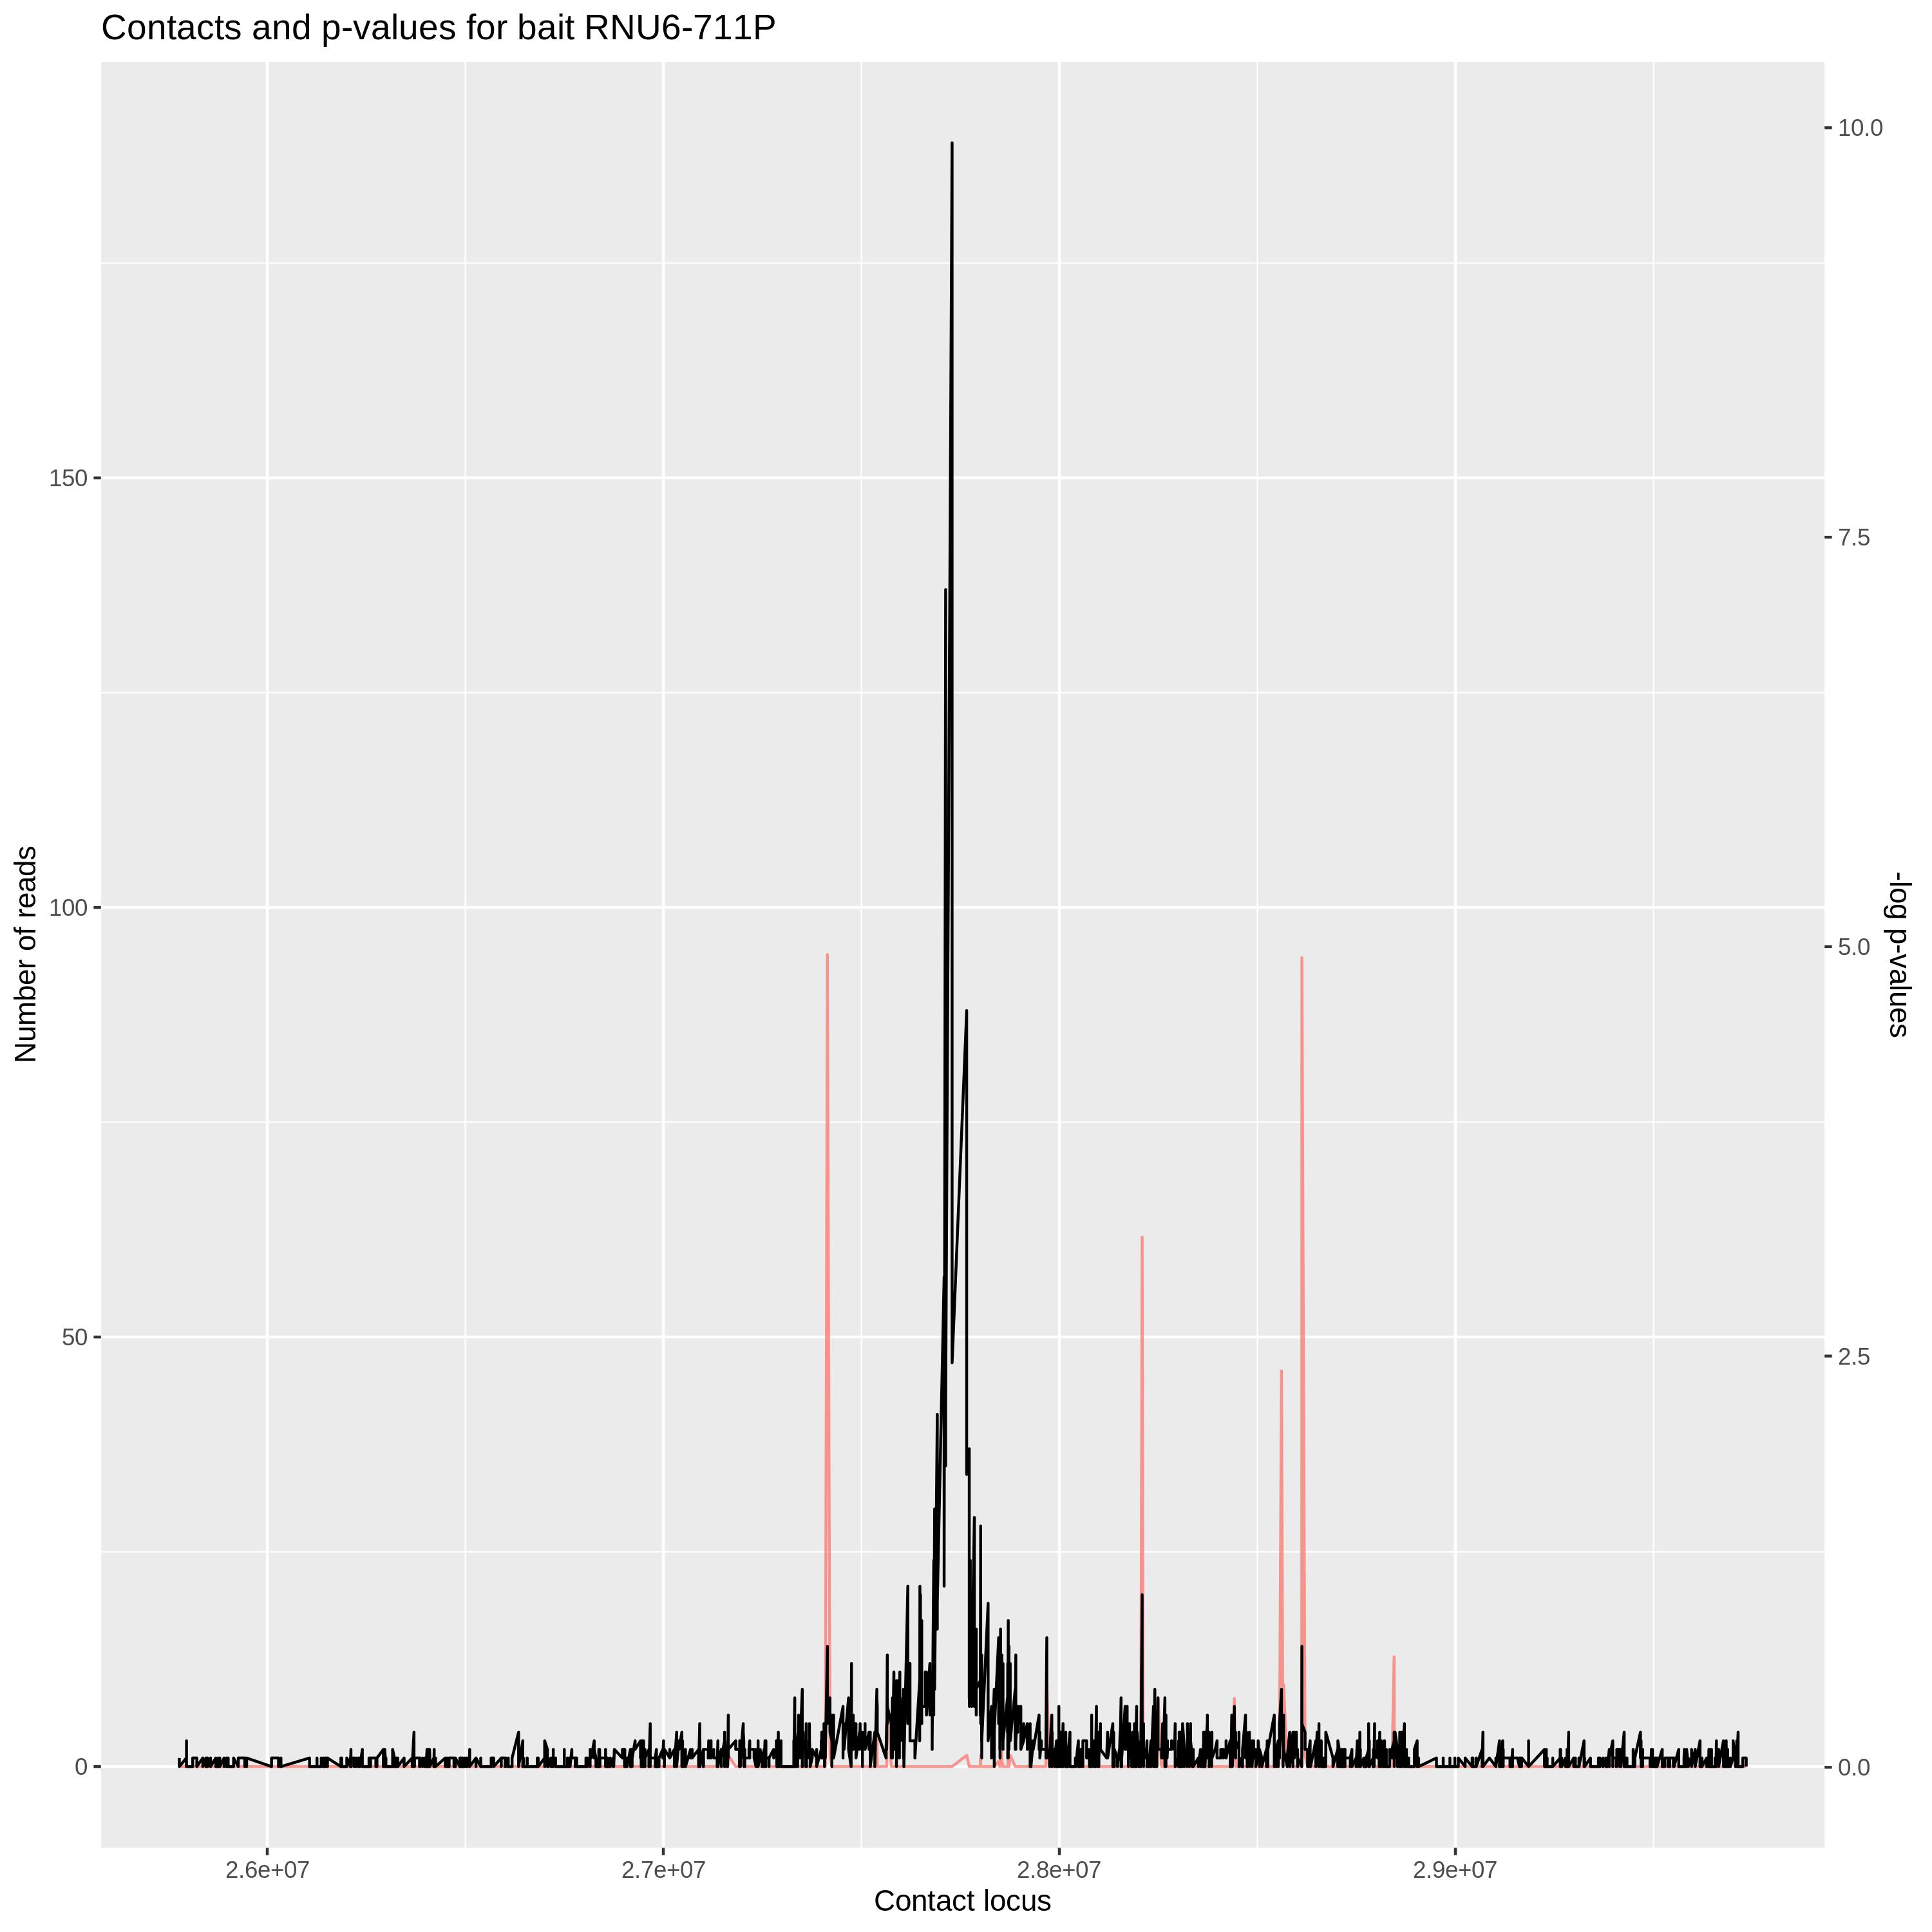 Contacts and p-values for bait RNU6-711P
10.0
150
7.5
100
5.0
Number of reads
-log p-values
50
2.5
0
0.0
2.6e+07 2.7e+07 2.8e+07 2.9e+07
Contact locus